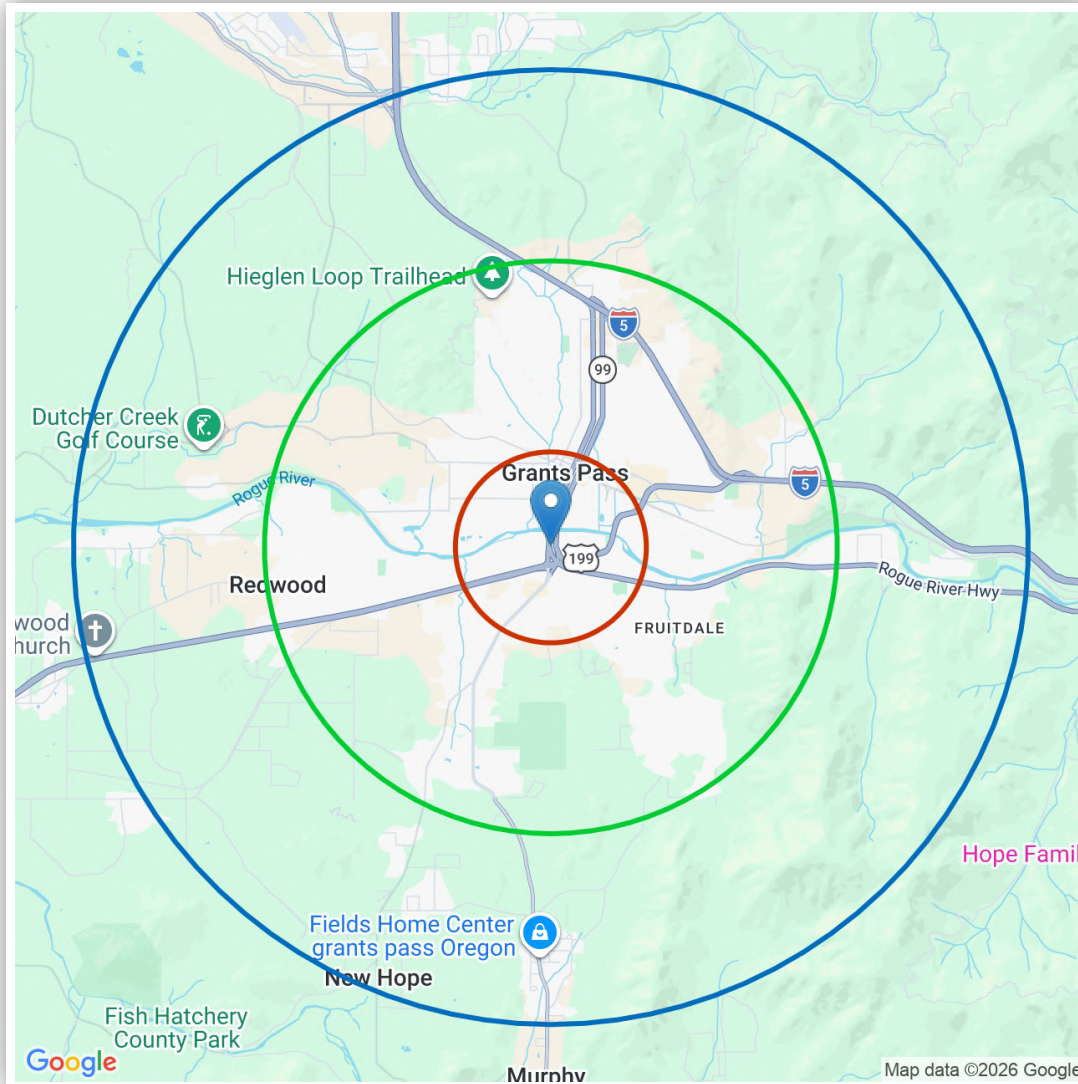 Hieglen Loop Trailhead
5
99
Dutcher Creek
Golf Course
Grants Pass
5
Rogue River
199
Redwood
Rogue River Hwy
wood
hurch
FRUITDALE
Hope Famil
Fields Home Center
grants pass Oregon
New Hope
Fish Hatchery
County Park
Google
Murphy
Map data ©2026 Google